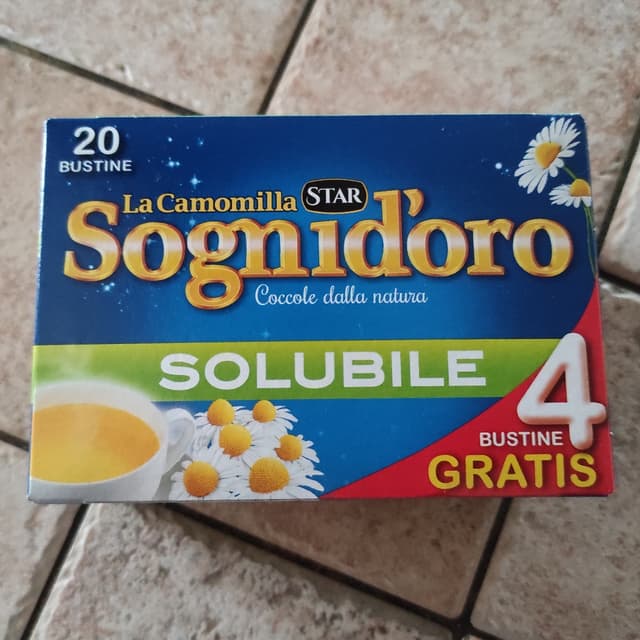 20
BUSTINE
La Camomilla STAR
Sognid'oro
Coccole dalla natura
SOLUBILE
4
BUSTINE
GRATIS